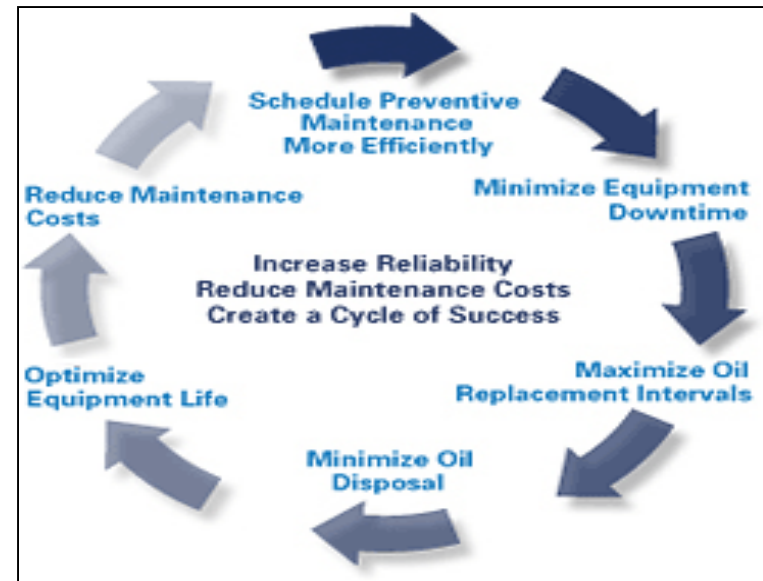 Schedule Preventive
Maintenance
More Efficiently
Minimize Equipment
Downtime
Maximize Oil
Replacement Intervals
Minimize Oil
Disposal
Optimize
Equipment Life
Reduce Maintenance
Costs
Increase Reliability
Reduce Maintenance Costs
Create a Cycle of Success